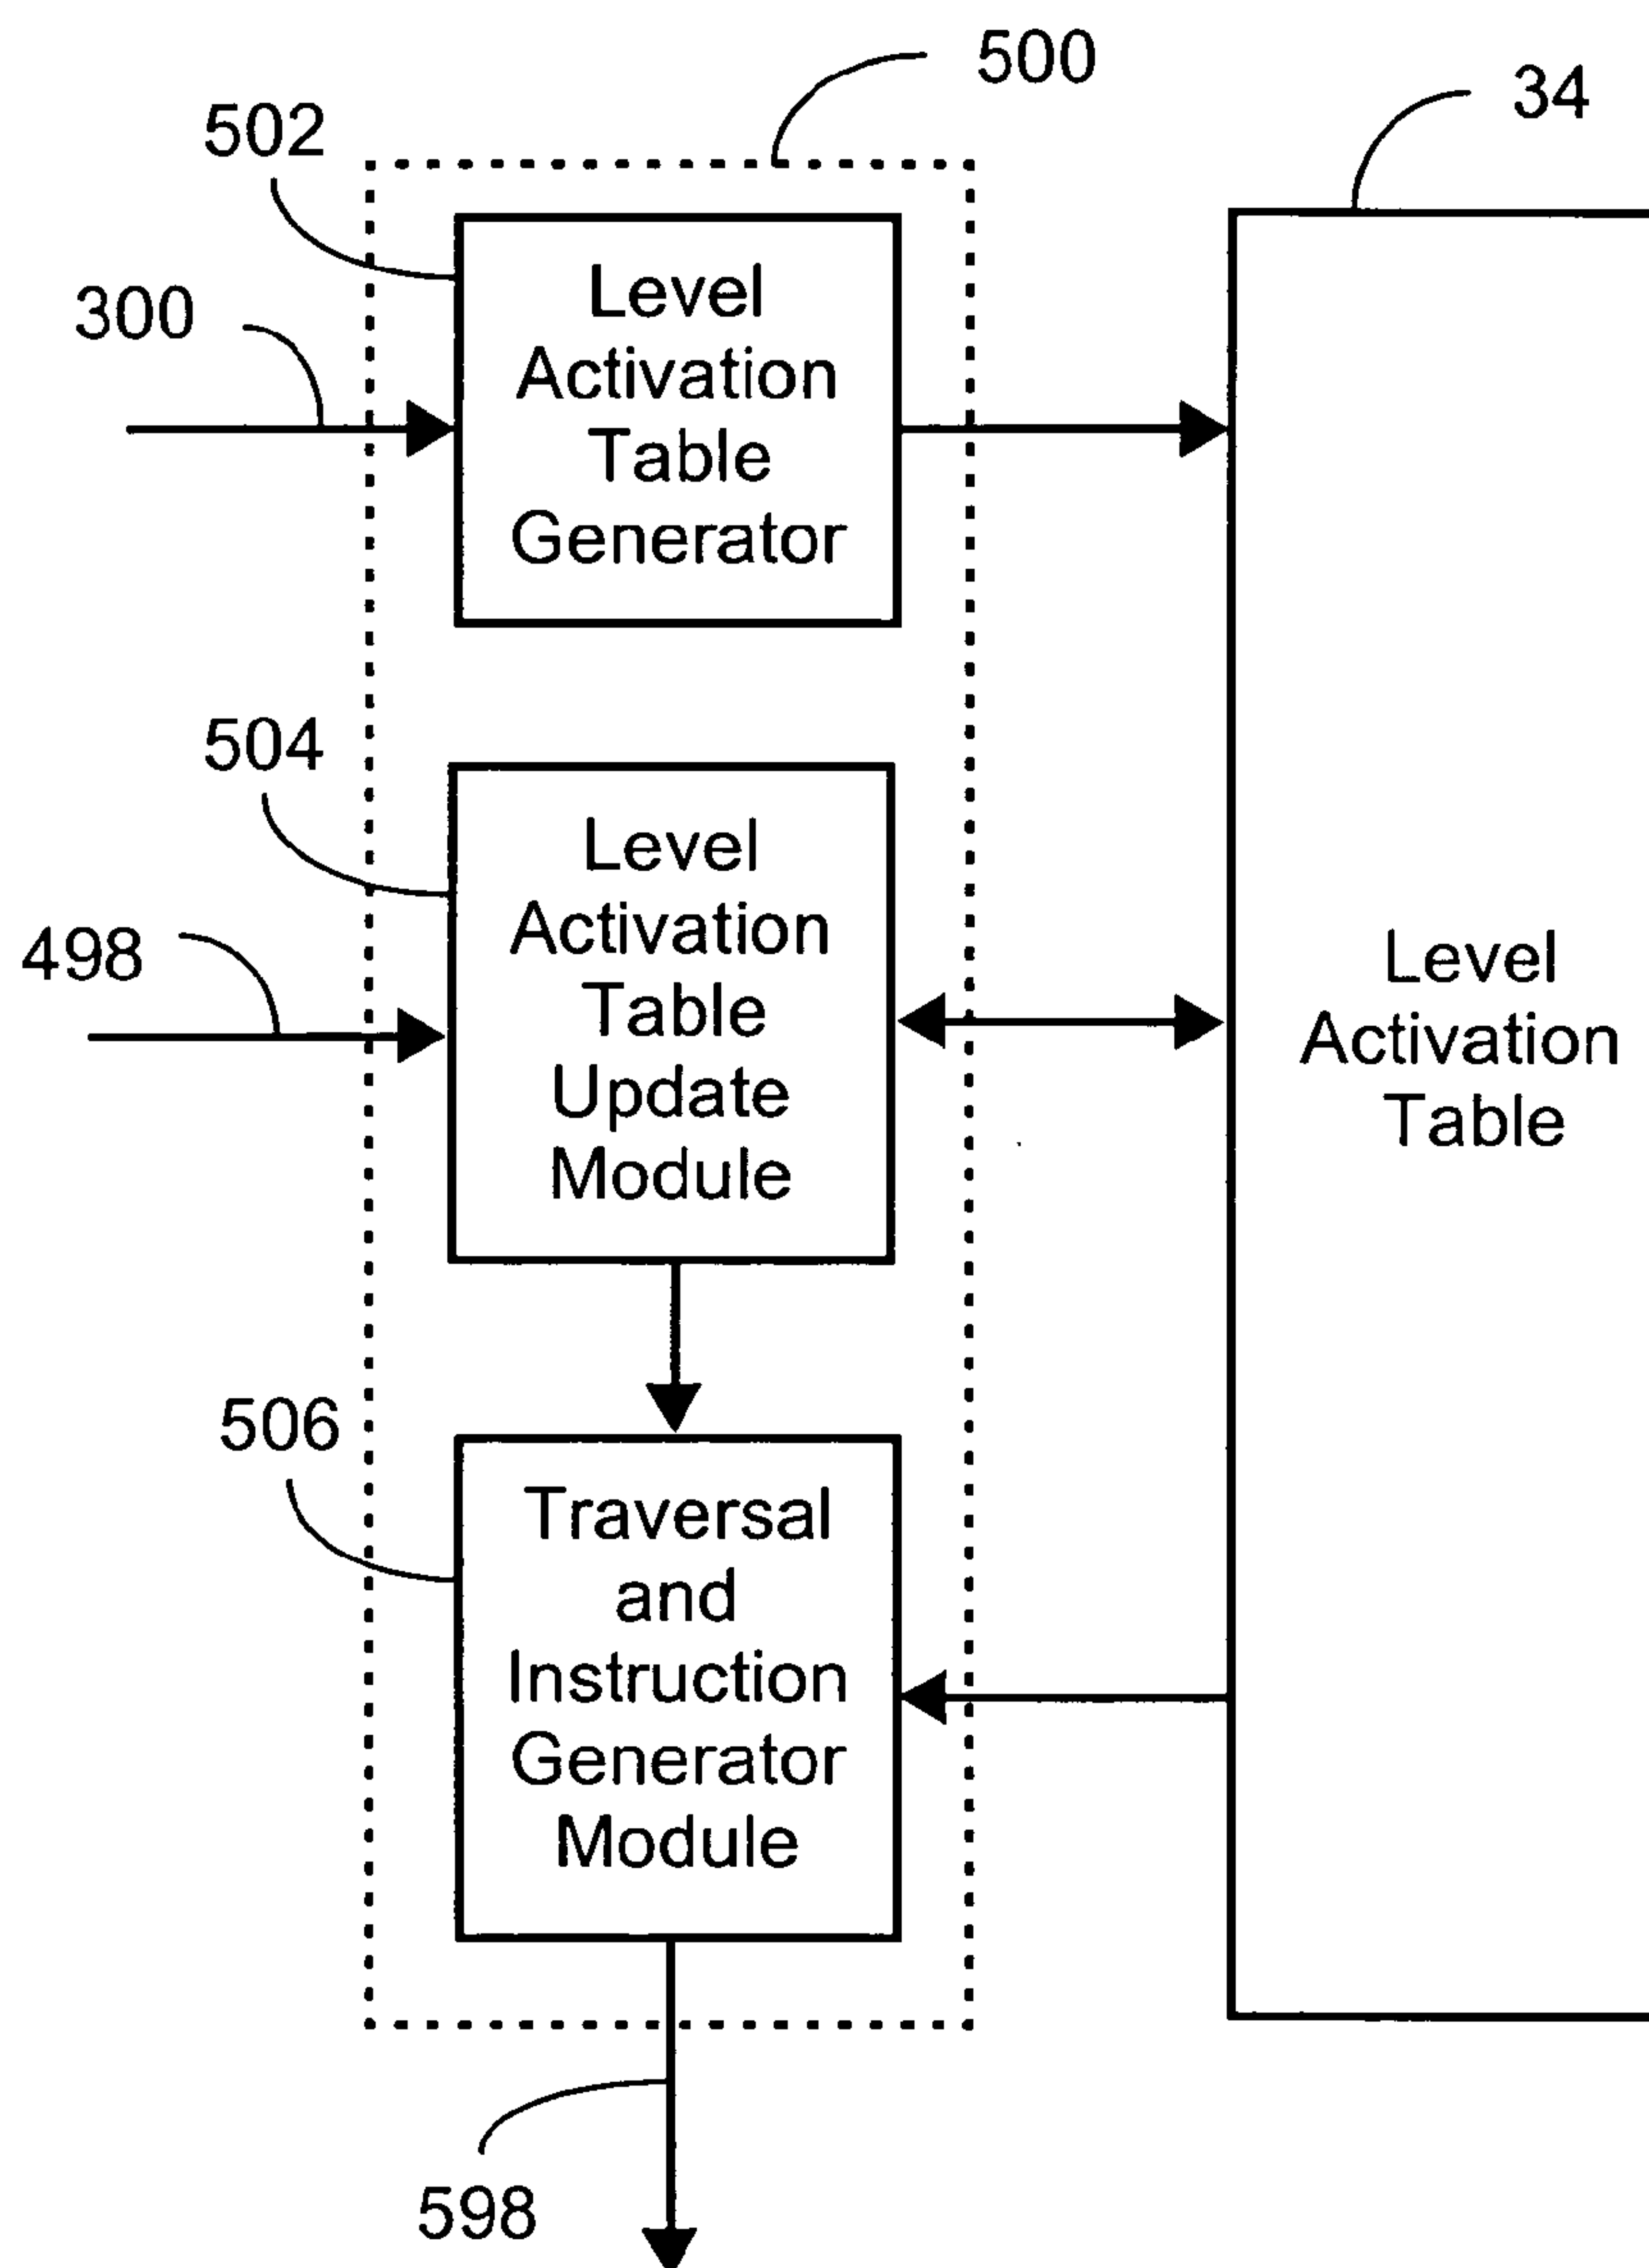 500
34
502
Level
Activation
Table
Generator
300
504
Level
Activation
Table
Update
Module
498
Level
Activation
Table
506
Traversal
and
Instruction
Generator
Module
598